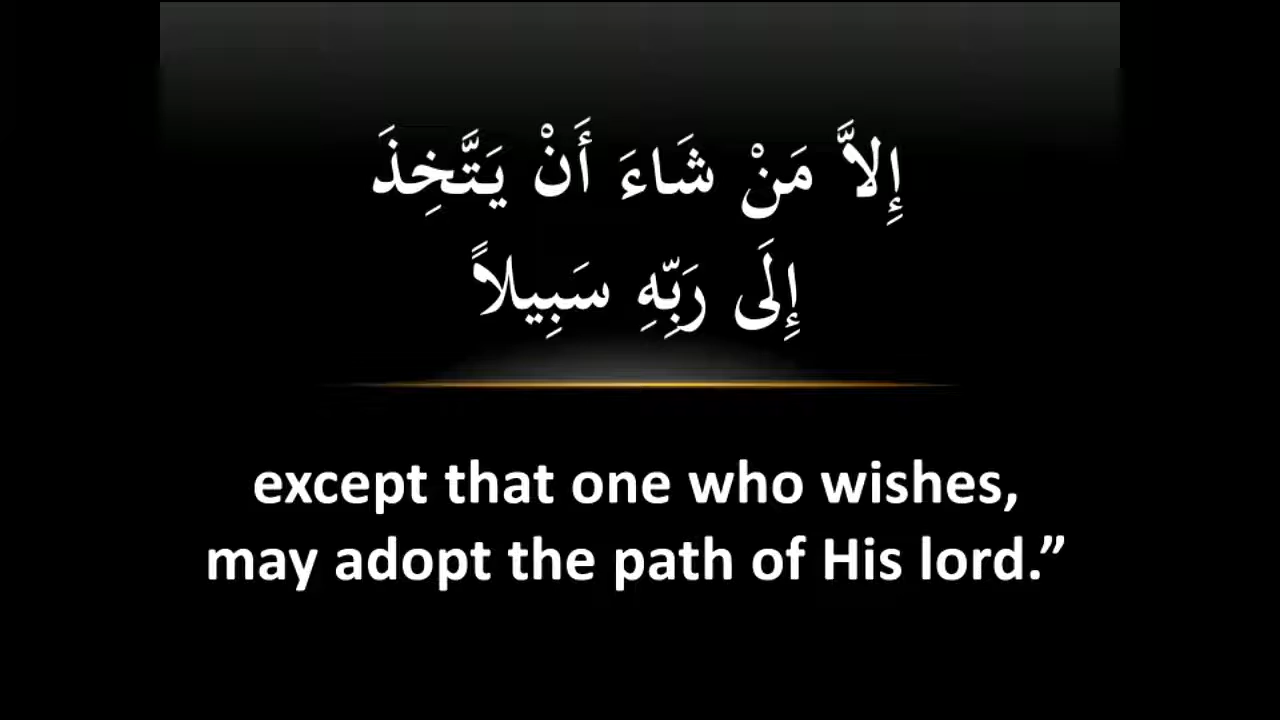 إِلاَّ مَنْ شَاءَ أَنْ يَتَّخِذَ
إِلَى رَبِّهِ سَبِيلاً
except that one who wishes,
may adopt the path of His lord.”